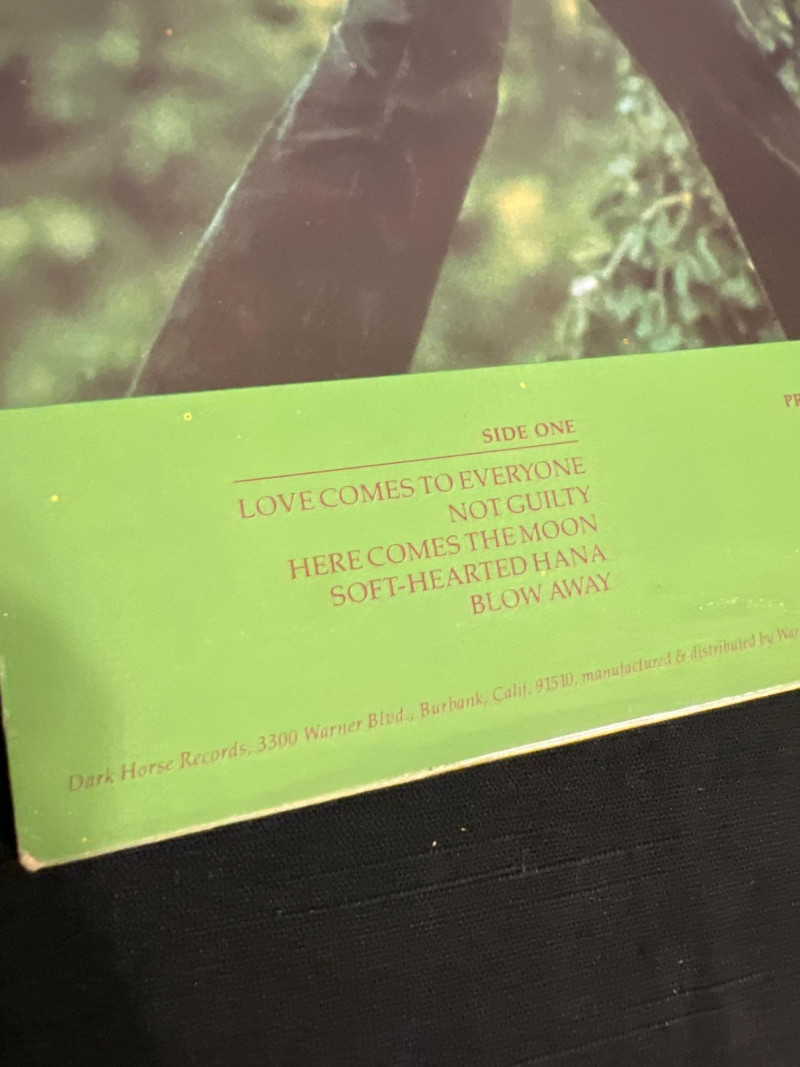 SIDE ONE
LOVE COMES TO EVERYONE
NOT GUILTY
HERE COMES THE MOON
SOFT-HEARTED HANA
BLOW AWAY
Dark Horse Records, 3300 Warner Blvd., Burbank, Calif. 91510, manufactured & distributed by